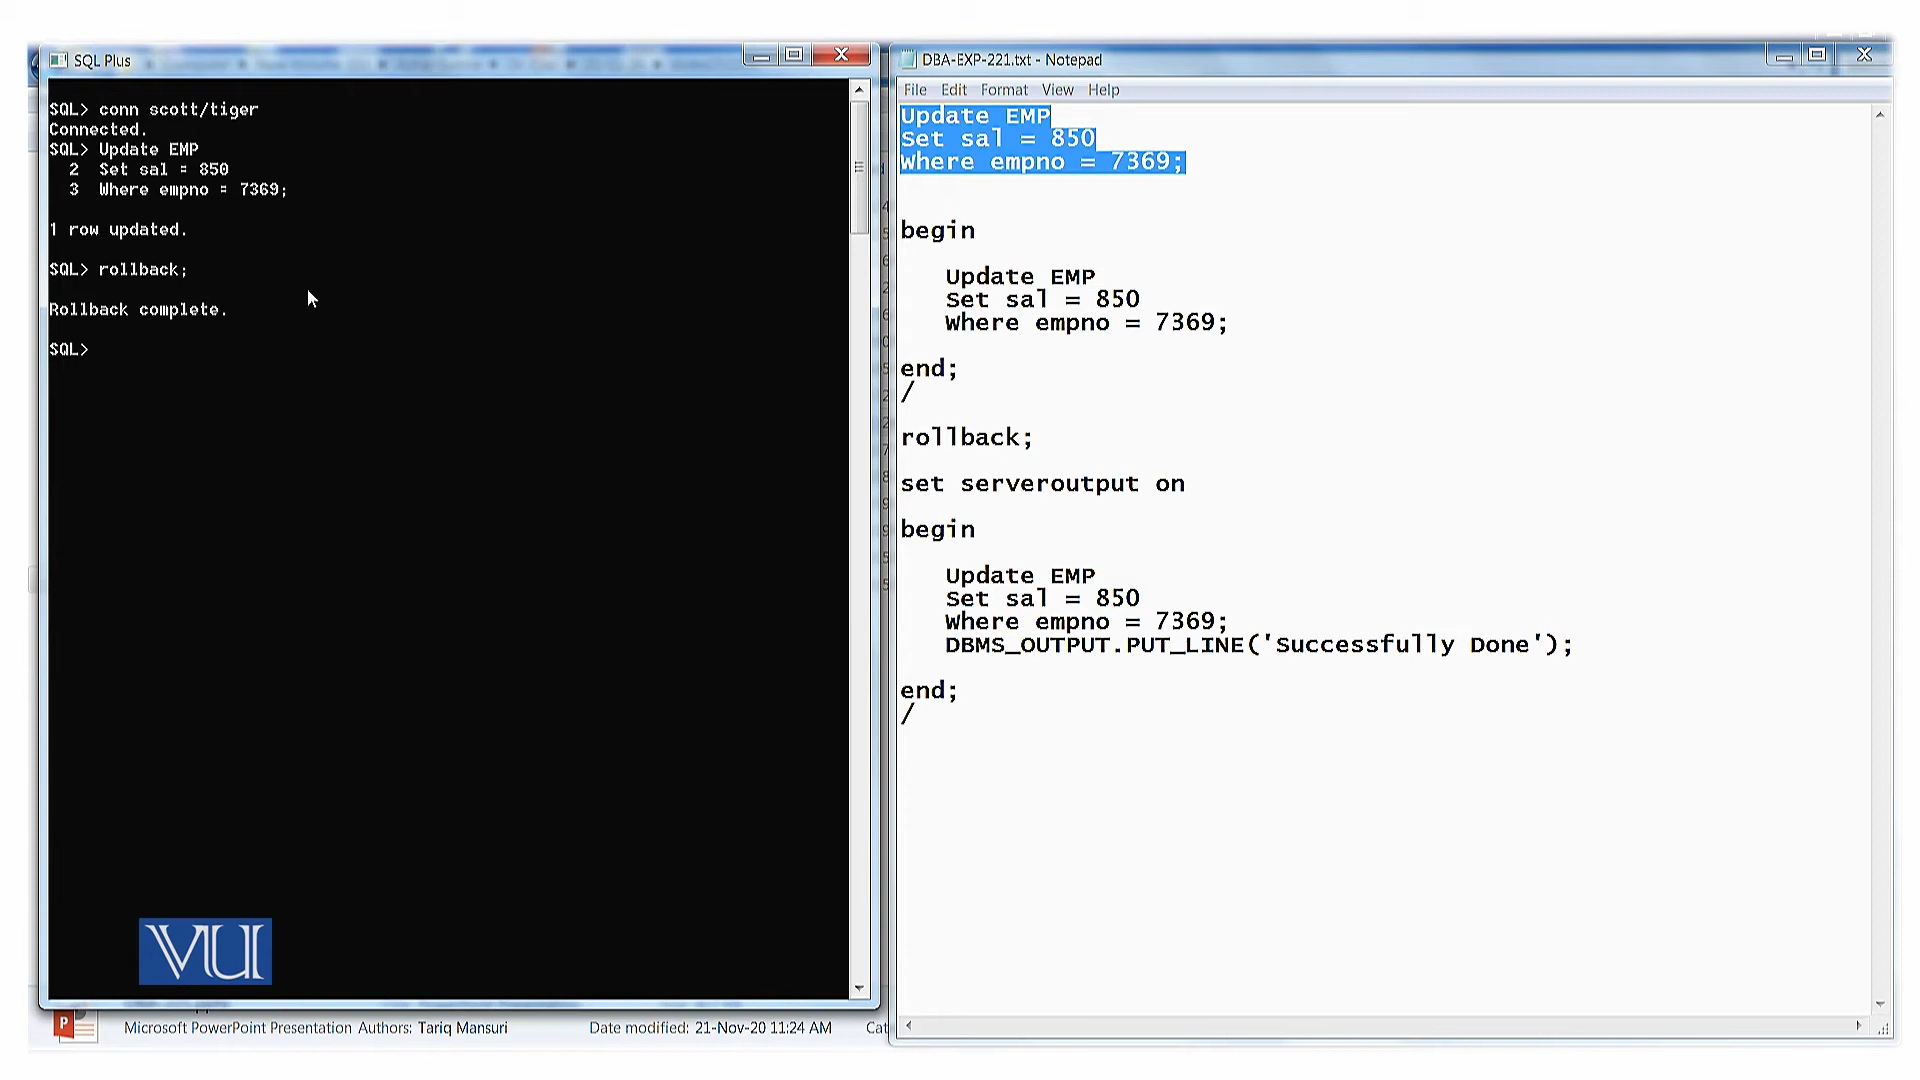 SQL Plus
SQL> conn scott/tiger
Connected.
SQL> Update EMP
2 Set sal = 850
3 Where empno = 7369;
1 row updated.
SQL> rollback;
Rollback complete.
SQL>
VU
Microsoft PowerPoint Presentation Authors: Tariq Mansuri Date modified: 21-Nov-20 11:24 AM Cat
DBA-EXP-221.txt - Notepad
File Edit Format View Help
Update EMP
Set sal = 850
Where empno = 7369;
begin
Update EMP
Set sal = 850
Where empno = 7369;
end;
/
rollback;
set serveroutput on
begin
Update EMP
Set sal = 850
Where empno = 7369;
DBMS_OUTPUT.PUT_LINE('Successfully Done');
end;
/